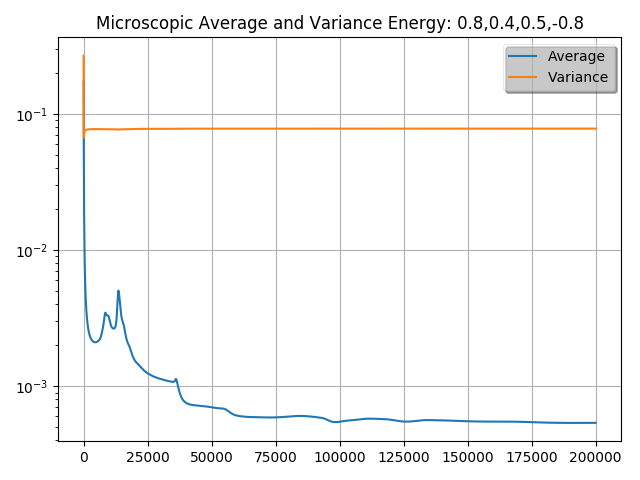 Microscopic Average and Variance Energy: 0.8,0.4,0.5,-0.8
Average
Variance
10⁻¹
10⁻²
10⁻³
0 25000 50000 75000 100000 125000 150000 175000 200000